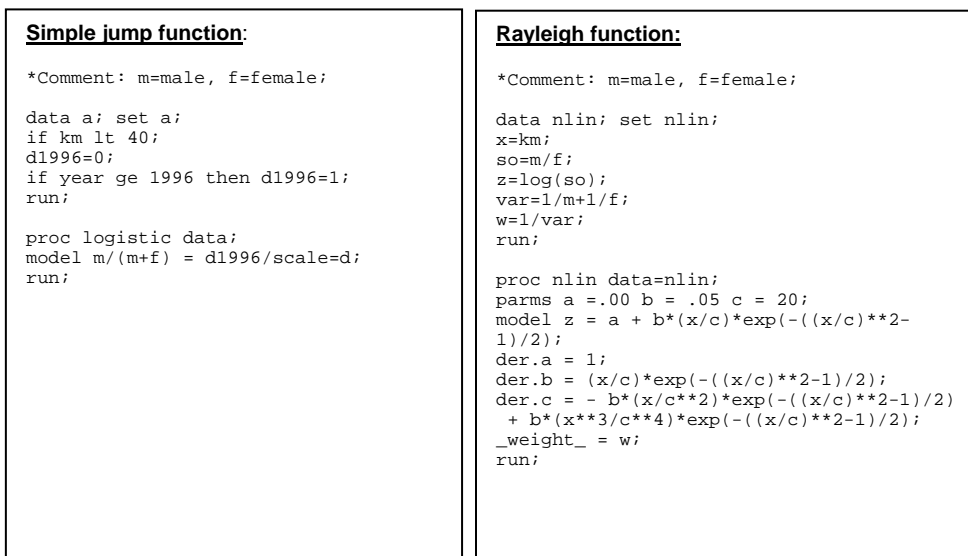 Simple jump function:
*Comment: m=male, f=female;
data a; set a;
if km lt 40;
d1996=0;
if year ge 1996 then d1996=1;
run;
proc logistic data;
model m/(m+f) = d1996/scale=d;
run;
Rayleigh function:
*Comment: m=male, f=female;
data nlin; set nlin;
x=km;
so=m/f;
z=log(so);
var=1/m+1/f;
w=1/var;
run;
proc nlin data=nlin;
parms a =.00 b = .05 c = 20;
model z = a + b*(x/c)*exp(-((x/c)**2-
1)/2);
der.a = 1;
der.b = (x/c)*exp(-((x/c)**2-1)/2);
der.c = - b*(x/c**2)*exp(-((x/c)**2-1)/2)
+ b*(x**3/c**4)*exp(-((x/c)**2-1)/2);
_weight_ = w;
run;